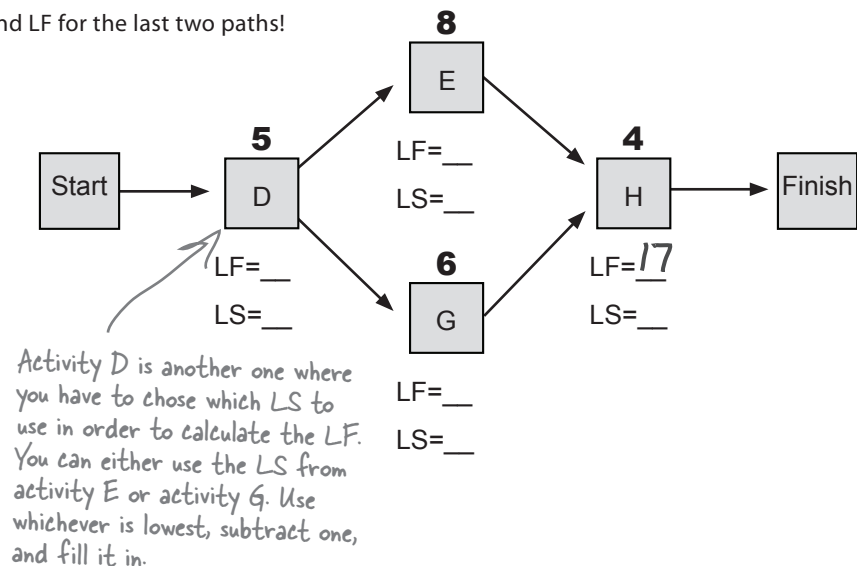 nd LF for the last two paths!
8
E
LF=__
LS=__
5
4
Start
D
H
Finish
LF=__
LS=__
6
G
LF=__
LS=__
LF=17
LS=__
Activity D is another one where
you have to chose which LS to
use in order to calculate the LF.
You can either use the LS from
activity E or activity G. Use
whichever is lowest, subtract one,
and fill it in.